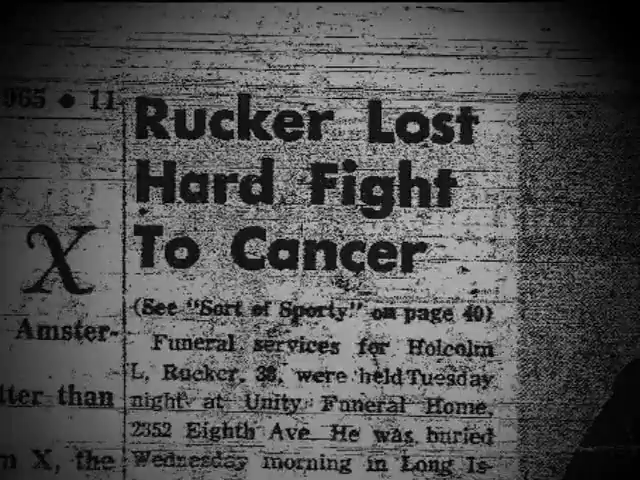 965 • 11
X
Amster-
tter than
n X, the
Rucker Lost
Hard Fight
To Cancer
(See "Sort of Sporty" on page 40)
Funeral services for Holcolm
L. Rucker, 38, were held Tuesday
night at Unity Funeral Home,
2352 Eighth Ave. He was buried
Wednesday morning in Long Is-